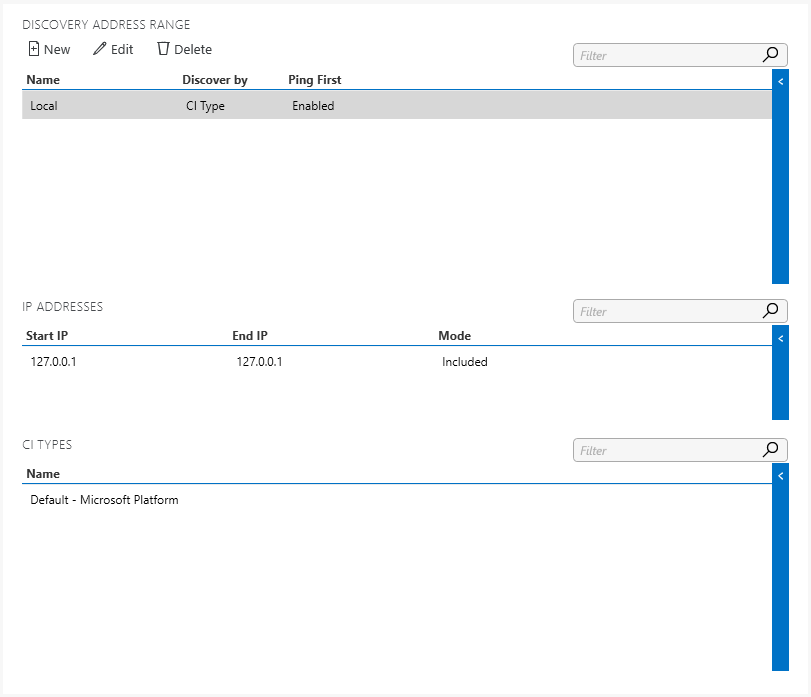 DISCOVERY ADDRESS RANGE
New Edit Delete
Filter
Name Discover by Ping First
Local CI Type Enabled
IP ADDRESSES
Filter
Start IP End IP Mode
127.0.0.1 127.0.0.1 Included
CI TYPES
Filter
Name
Default - Microsoft Platform